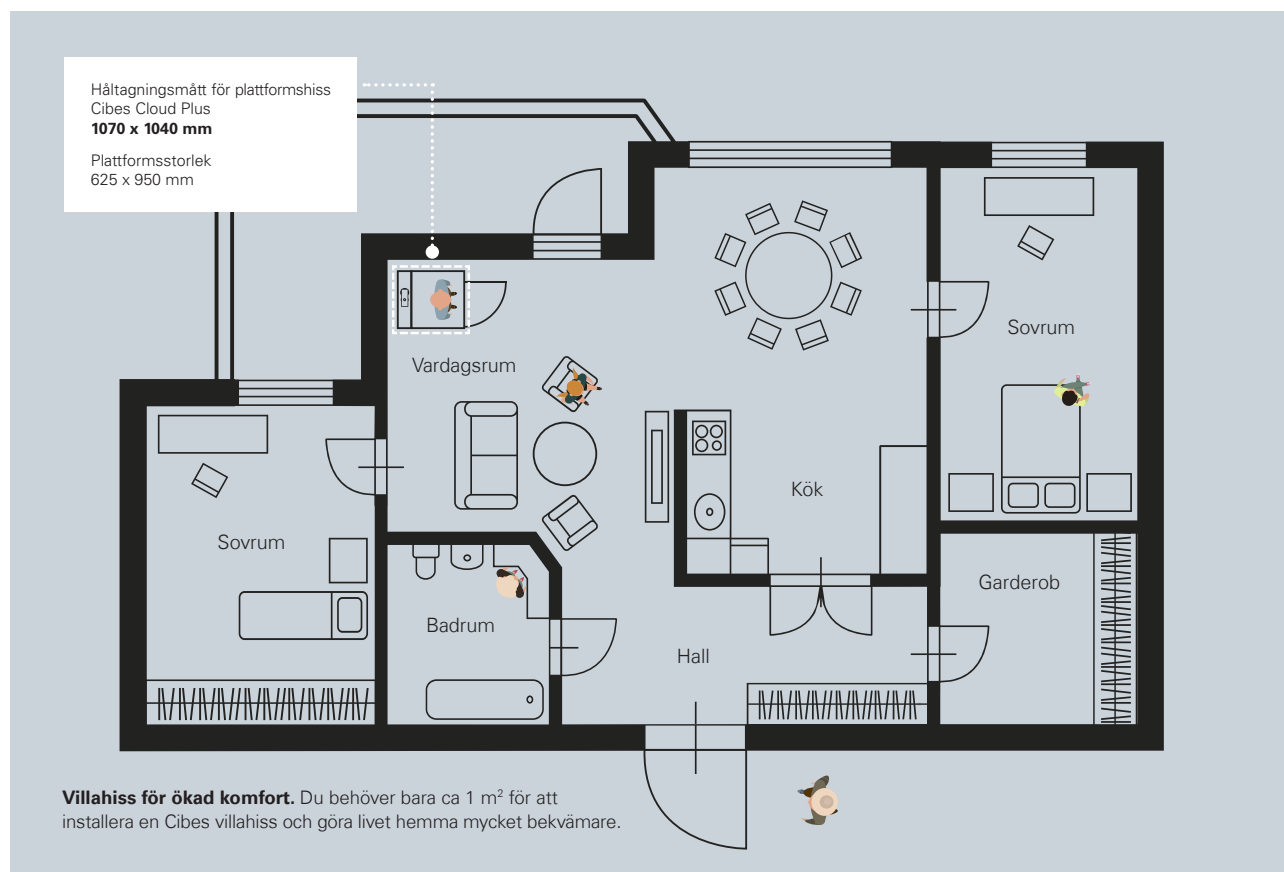 Håltagningsmått för plattformshiss
Cibes Cloud Plus
1070 x 1040 mm
Plattformsstorlek
625 x 950 mm
Sovrum
Vardagsrum
Kök
Sovrum
Garderob
Badrum
Hall
Villahiss för ökad komfort. Du behöver bara ca 1 m² för att
installera en Cibes villahiss och göra livet hemma mycket bekvämare.